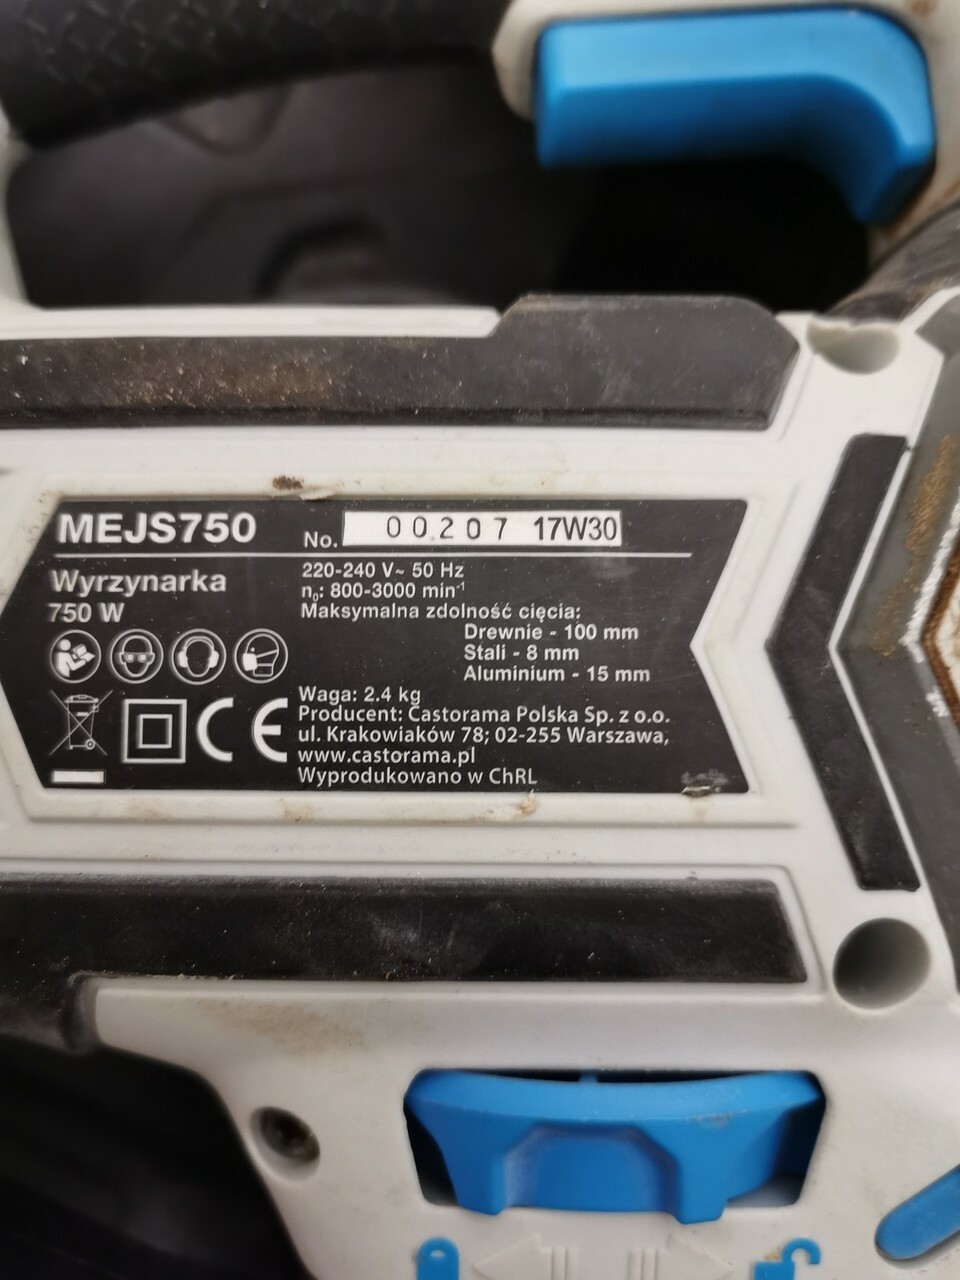 MEJS750
No. 00207 17W30
Wyrzynarka
750 W
220-240 V~ 50 Hz
n₀: 800-3000 min⁻¹
Maksymalna zdolność cięcia:
Drewnie - 100 mm
Stali - 8 mm
Aluminium - 15 mm
Waga: 2.4 kg
Producent: Castorama Polska Sp. z o.o.
ul. Krakowiaków 78; 02-255 Warszawa,
www.castorama.pl
Wyprodukowano w ChRL
CE